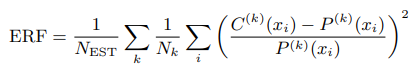 ERF = \frac{1}{N_{\mathrm{EST}}} \sum_{k} \frac{1}{N_k} \sum_{i} \left( \frac{C^{(k)}(x_i) - P^{(k)}(x_i)}{P^{(k)}(x_i)} \right)^2